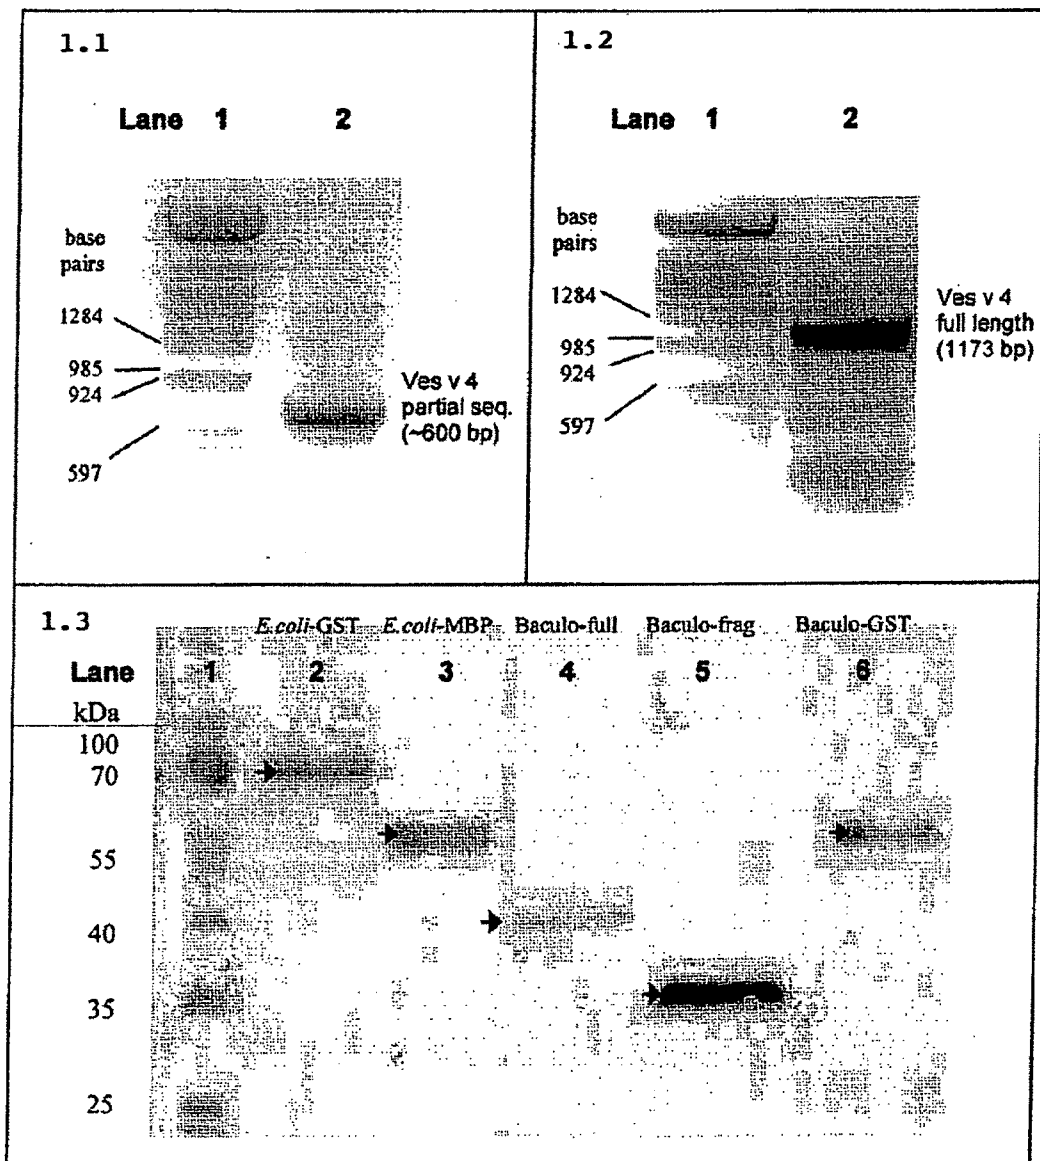 1.1
Lane 1 2
base
pairs
1284
985
924
597
Ves v 4
partial seq.
(~600 bp)
1.2
Lane 1 2
base
pairs
1284
985
924
597
Ves v 4
full length
(1173 bp)
1.3
E.coli-GST E.coli-MBP Baculo-full Baculo-frag Baculo-GST
Lane 1 2 3 4 5 6
kDa
100
70
55
40
35
25